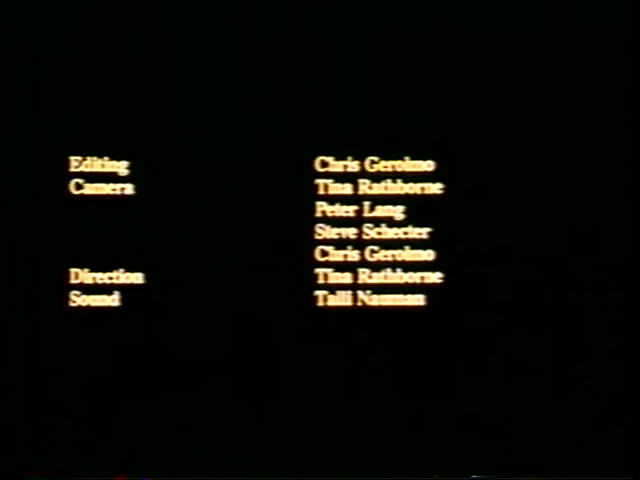 Editing Chris Gerolmo
Camera Tina Rathborne
Peter Lang
Steve Schecter
Chris Gerolmo
Direction Tina Rathborne
Sound Talli Nauman